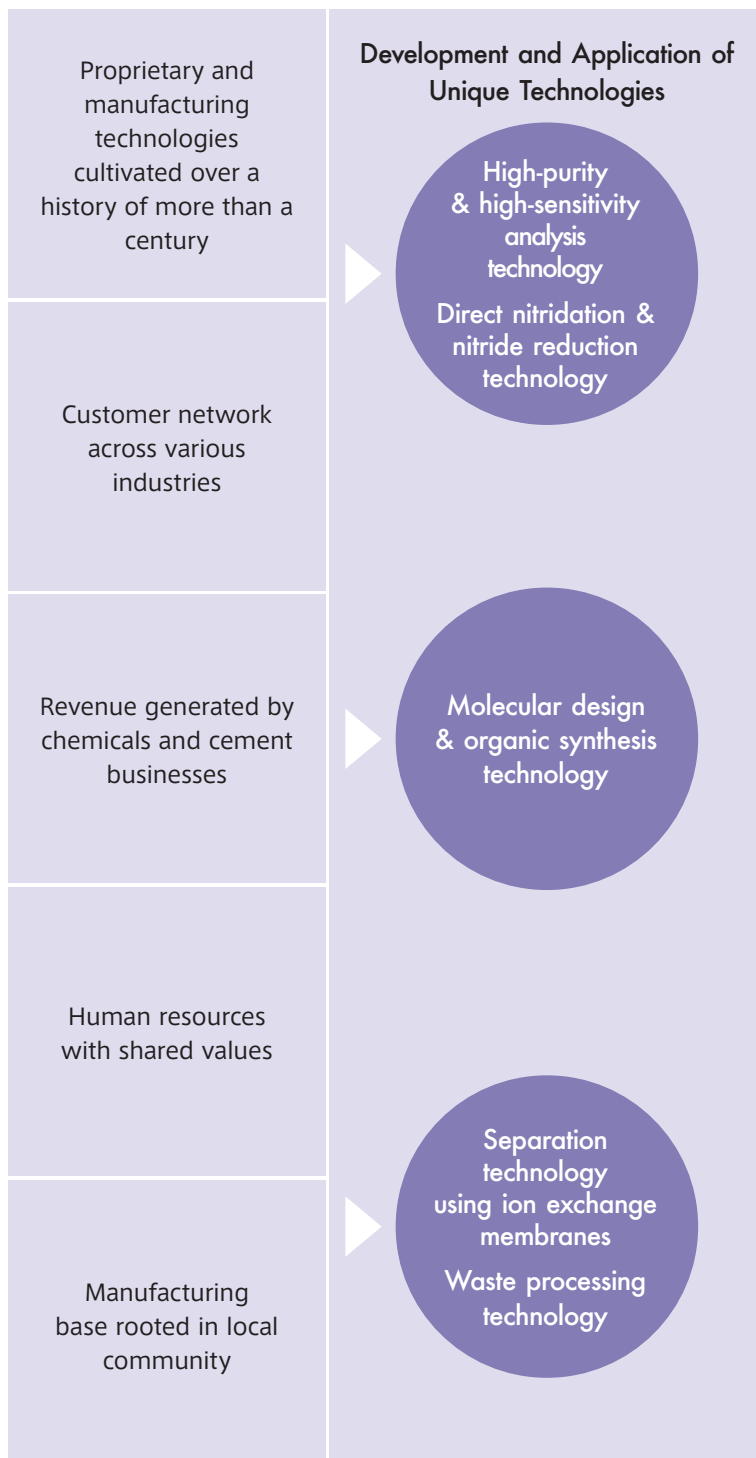 Proprietary and
manufacturing
technologies
cultivated over a
history of more than a
century
Customer network
across various
industries
Revenue generated by
chemicals and cement
businesses
Human resources
with shared values
Manufacturing
base rooted in local
community
Development and Application of
Unique Technologies
High-purity
& high-sensitivity
analysis
technology
Direct nitridation &
nitride reduction
technology
Molecular design
& organic synthesis
technology
Separation
technology
using ion exchange
membranes
Waste processing
technology